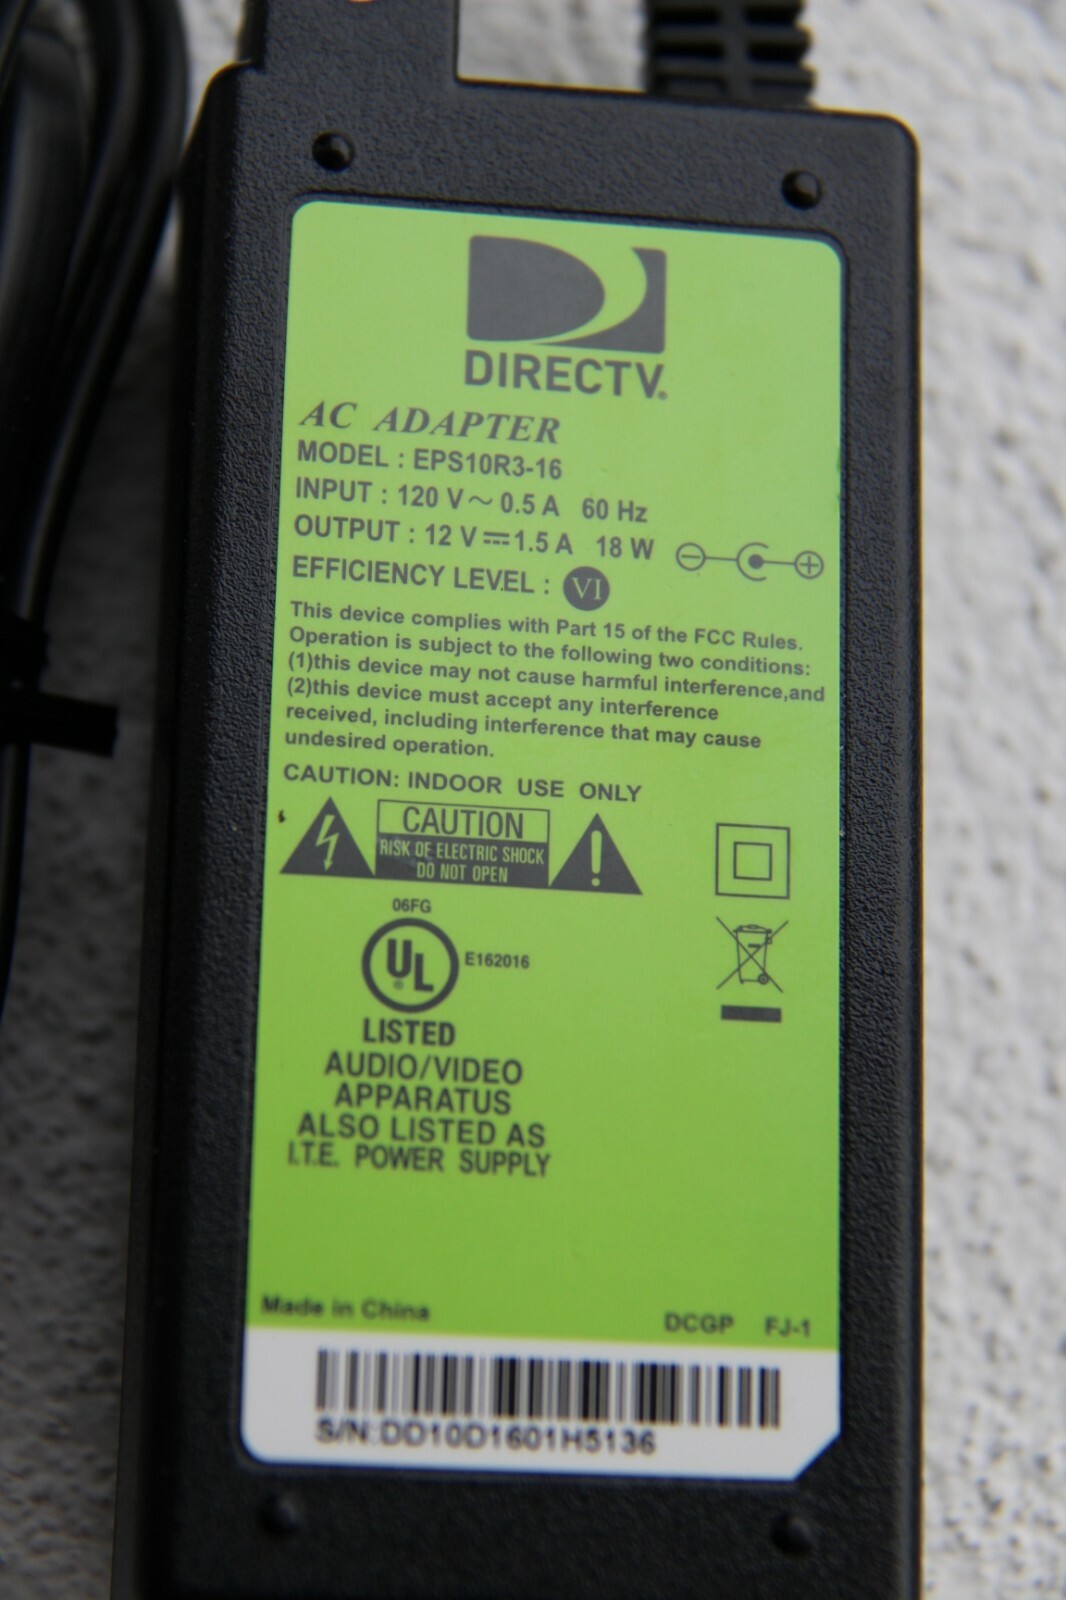 DIRECTV®
AC ADAPTER
MODEL : EPS10R3-16
INPUT : 120 V ~ 0.5 A 60 Hz
OUTPUT : 12 V ⎓ 1.5 A 18 W
EFFICIENCY LEVEL : VI
This device complies with Part 15 of the FCC Rules.
Operation is subject to the following two conditions:
(1)this device may not cause harmful interference,and
(2)this device must accept any interference
received, including interference that may cause
undesired operation.
CAUTION: INDOOR USE ONLY
CAUTION
RISK OF ELECTRIC SHOCK
DO NOT OPEN
06FG
UL® E162016
LISTED
AUDIO/VIDEO
APPARATUS
ALSO LISTED AS
I.T.E. POWER SUPPLY
Made in China DCGP FJ-1
S/N:DD10D1601H5136